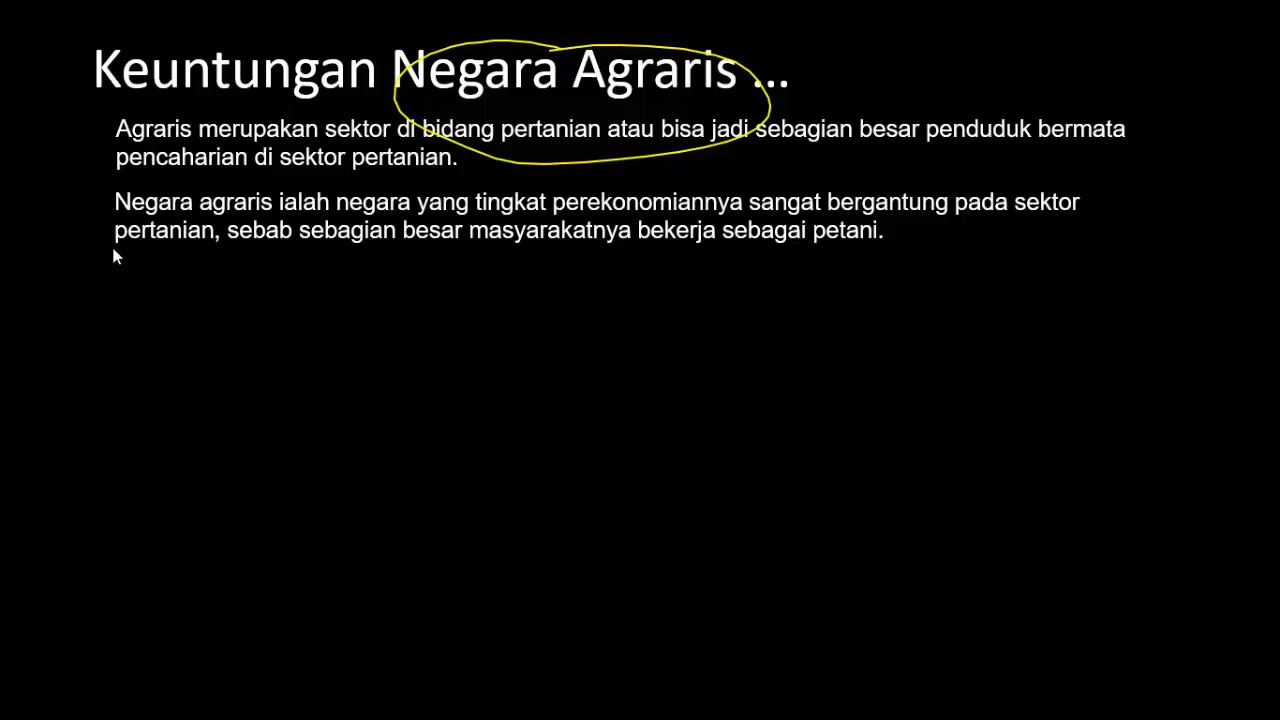 Keuntungan Negara Agraris ...
Agraris merupakan sektor di bidang pertanian atau bisa jadi sebagian besar penduduk bermata
pencaharian di sektor pertanian.
Negara agraris ialah negara yang tingkat perekonomiannya sangat bergantung pada sektor
pertanian, sebab sebagian besar masyarakatnya bekerja sebagai petani.